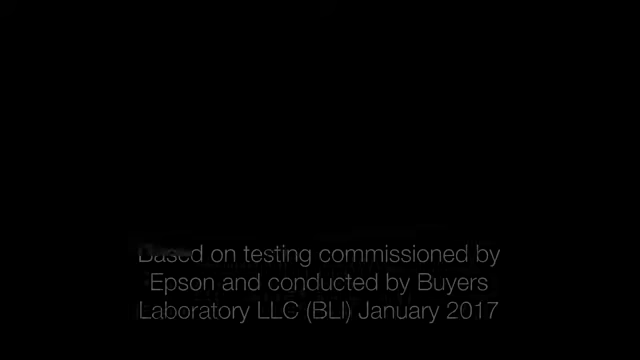 Based on testing commissioned by
Epson and conducted by Buyers
Laboratory LLC (BLI) January 2017